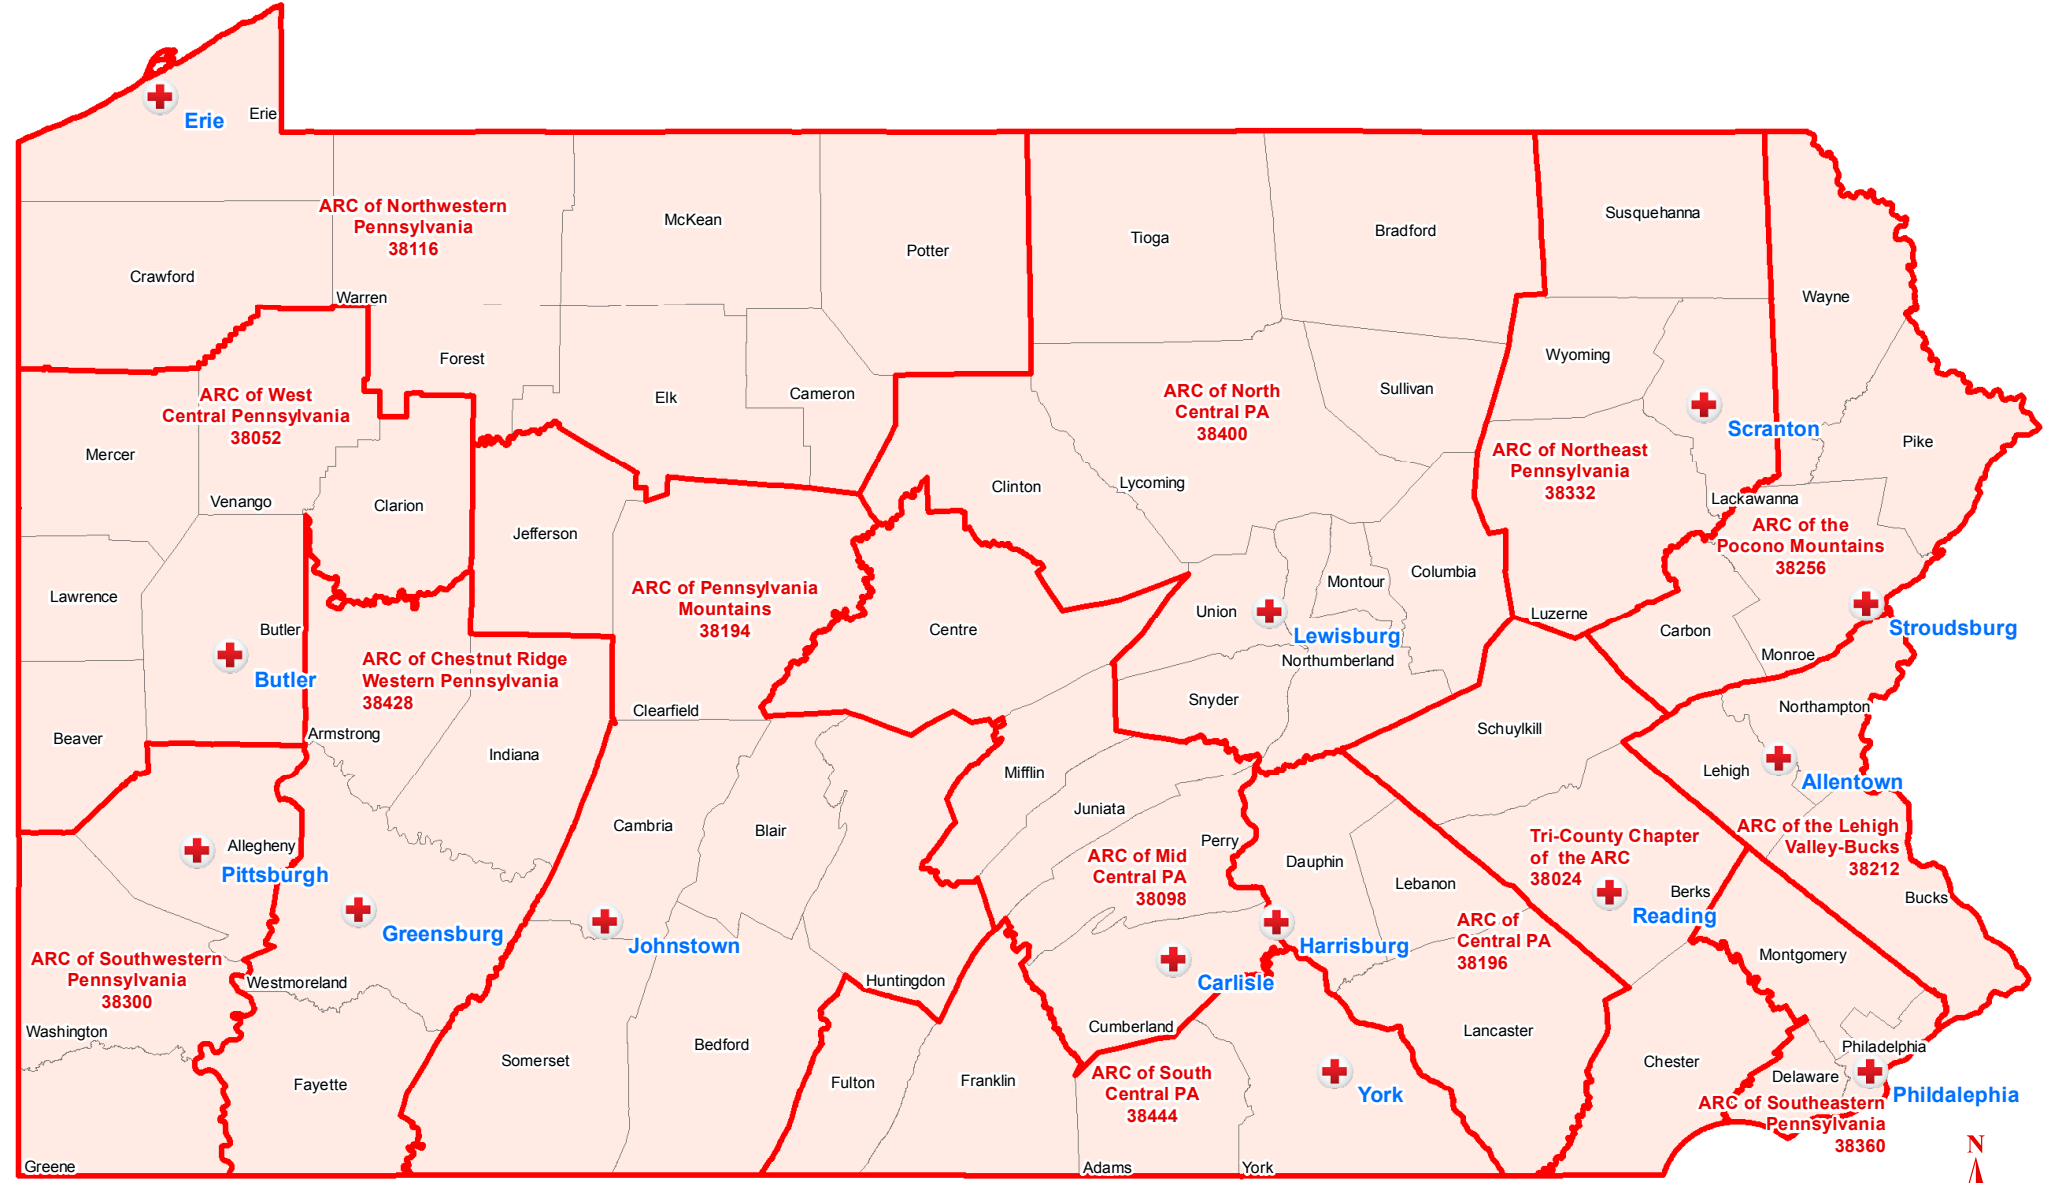 Erie
Erie
ARC of Northwestern
Pennsylvania
38116
McKean
Potter
Tioga
Bradford
Susquehanna
Crawford
Warren
Wayne
Forest
Elk
Cameron
Sullivan
Wyoming
ARC of West
Central Pennsylvania
38052
ARC of North
Central PA
38400
Scranton
Mercer
Venango
Clarion
Jefferson
Clinton
Lycoming
ARC of Northeast
Pennsylvania
38332
Lackawanna
Pike
ARC of the
Pocono Mountains
38256
Lawrence
Butler
Butler
ARC of Pennsylvania
Mountains
38194
Centre
Union
Montour
Columbia
Lewisburg
Northumberland
Luzerne
Carbon
Monroe
Stroudsburg
ARC of Chestnut Ridge
Western Pennsylvania
38428
Clearfield
Snyder
Schuylkill
Northampton
Beaver
Armstrong
Indiana
Mifflin
Juniata
Perry
Lehigh
Allentown
Allegheny
Pittsburgh
Cambria
Blair
ARC of Mid
Central PA
38098
Dauphin
Lebanon
Tri-County Chapter
of the ARC
38024
Berks
Reading
ARC of the Lehigh
Valley-Bucks
38212
Bucks
Greensburg
Johnstown
Harrisburg
ARC of
Central PA
38196
Montgomery
ARC of Southwestern
Pennsylvania
38300
Westmoreland
Huntingdon
Carlisle
Washington
Cumberland
Lancaster
Somerset
Bedford
Chester
Philadelphia
Fayette
Fulton
Franklin
ARC of South
Central PA
38444
York
Delaware
Phildalephia
ARC of Southeastern
Pennsylvania
38360
Greene
Adams
York
N